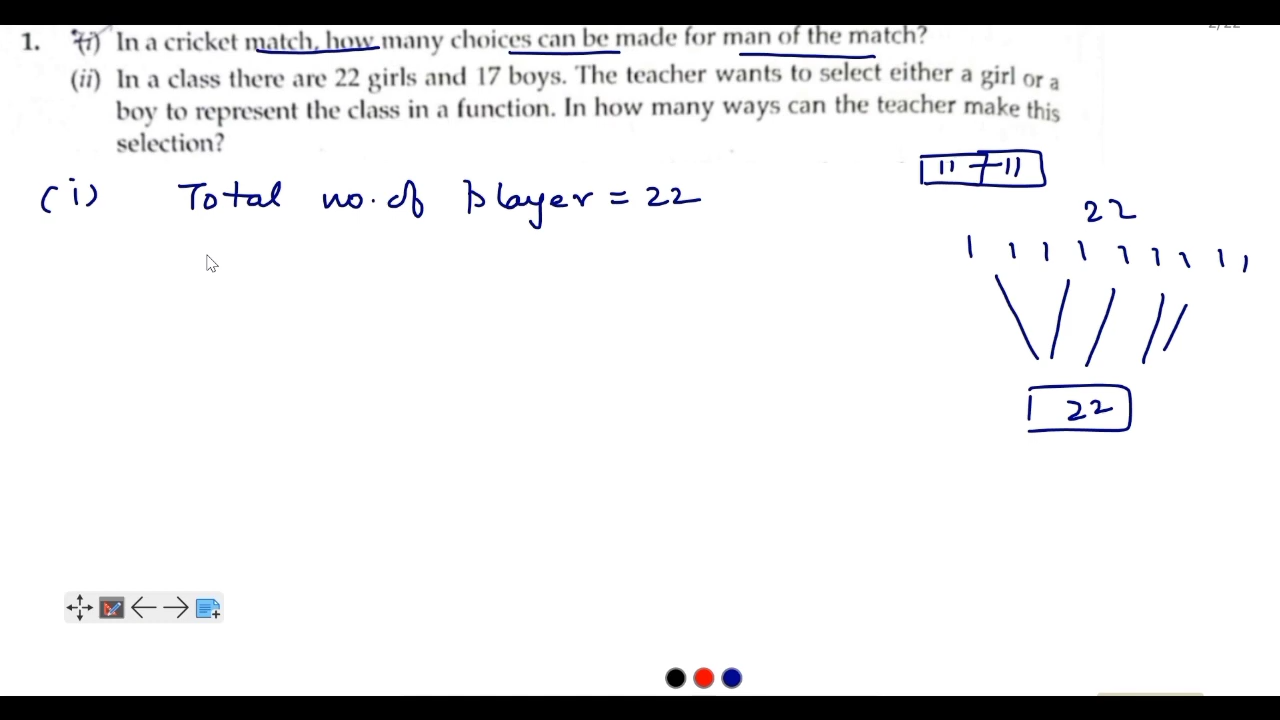 1. (i) In a cricket match, how many choices can be made for man of the match?
(ii) In a class there are 22 girls and 17 boys. The teacher wants to select either a girl or a
boy to represent the class in a function. In how many ways can the teacher make this
selection?
11 + 11
(i) Total no. of player = 22
22
22